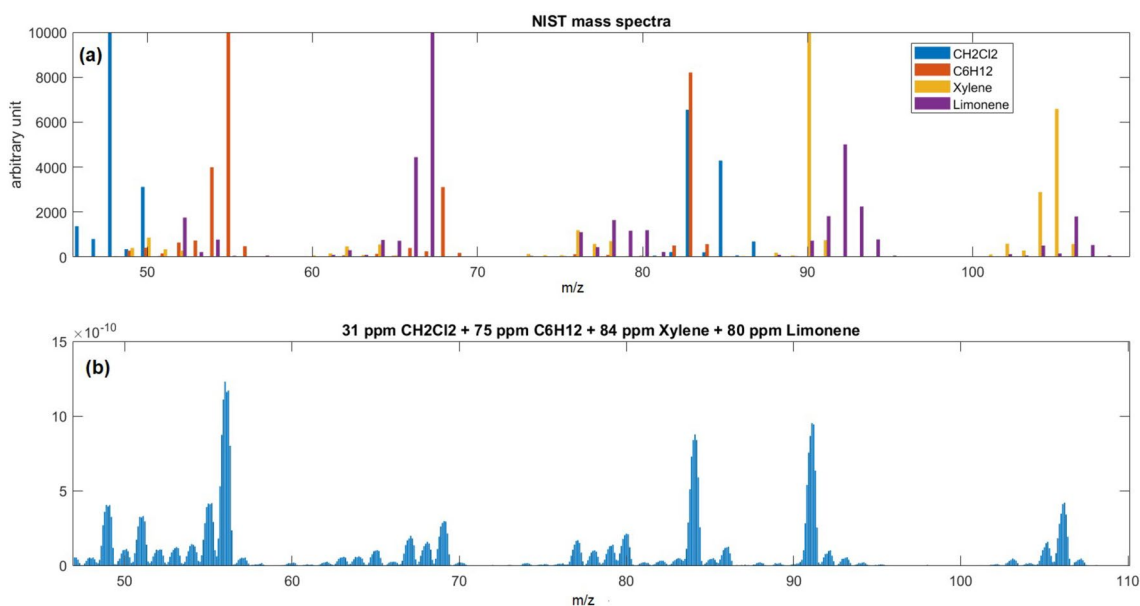 NIST mass spectra
(a)
10000
8000
6000
4000
2000
0
arbitrary unit
CH2Cl2
C6H12
Xylene
Limonene
50
60
70
80
90
100
m/z
31 ppm CH2Cl2 + 75 ppm C6H12 + 84 ppm Xylene + 80 ppm Limonene
×10-10
(b)
15
10
5
0
50
60
70
80
90
100
110
m/z